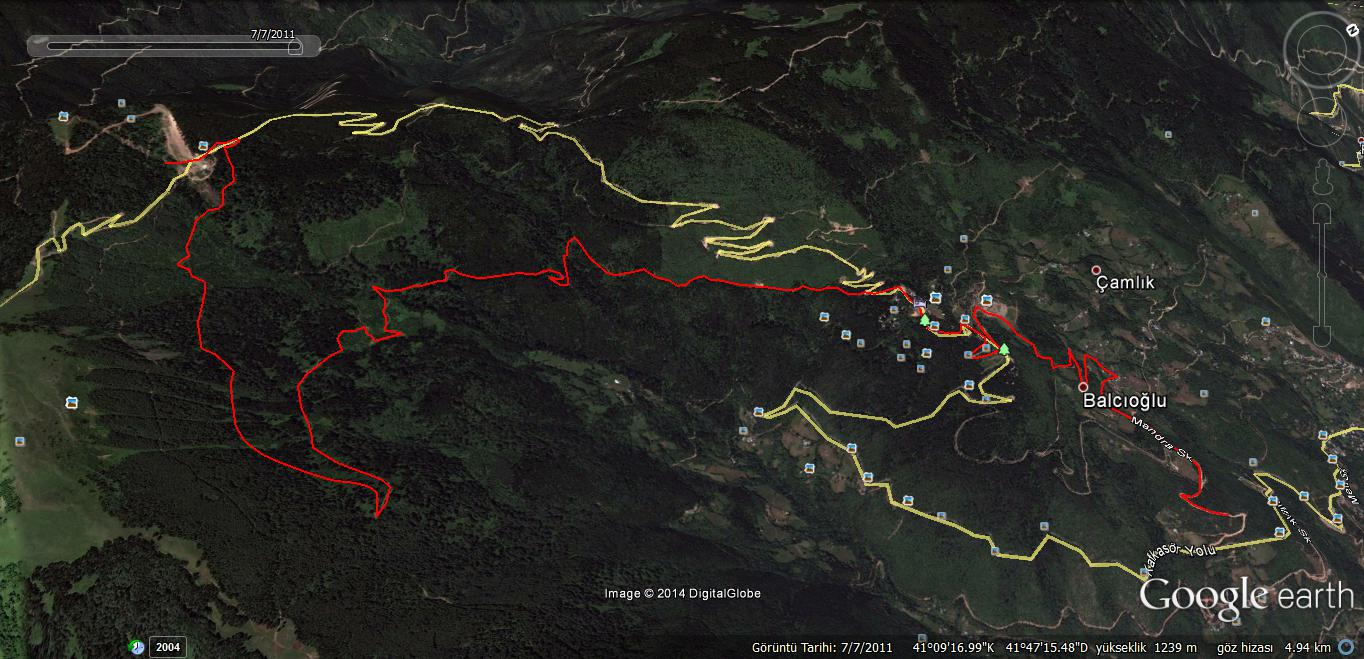 7/7/2011
N
Çamlık
Balcıoğlu
Mandra Sk
Kakasör Yolu
Image © 2014 DigitalGlobe
Google earth
2004
Görüntü Tarihi: 7/7/2011 41°09'16.99"K 41°47'15.48"D yükseklik 1239 m göz hizası 4.94 km